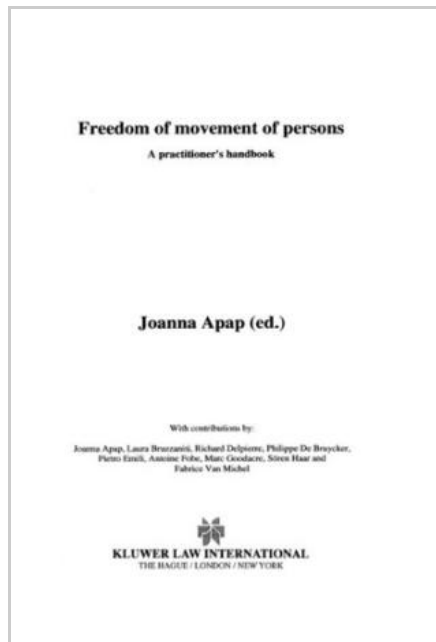 Freedom of movement of persons
A practitioner's handbook
Joanna Apap (ed.)
With contributions by:
Joanna Apap, Laura Bruzzaniti, Richard Delpierre, Philippe De Bruycker,
Pietro Emili, Antoine Fobe, Marc Goodacre, Sören Haar and
Fabrice Van Michel
KLUWER LAW INTERNATIONAL
THE HAGUE / LONDON / NEW YORK